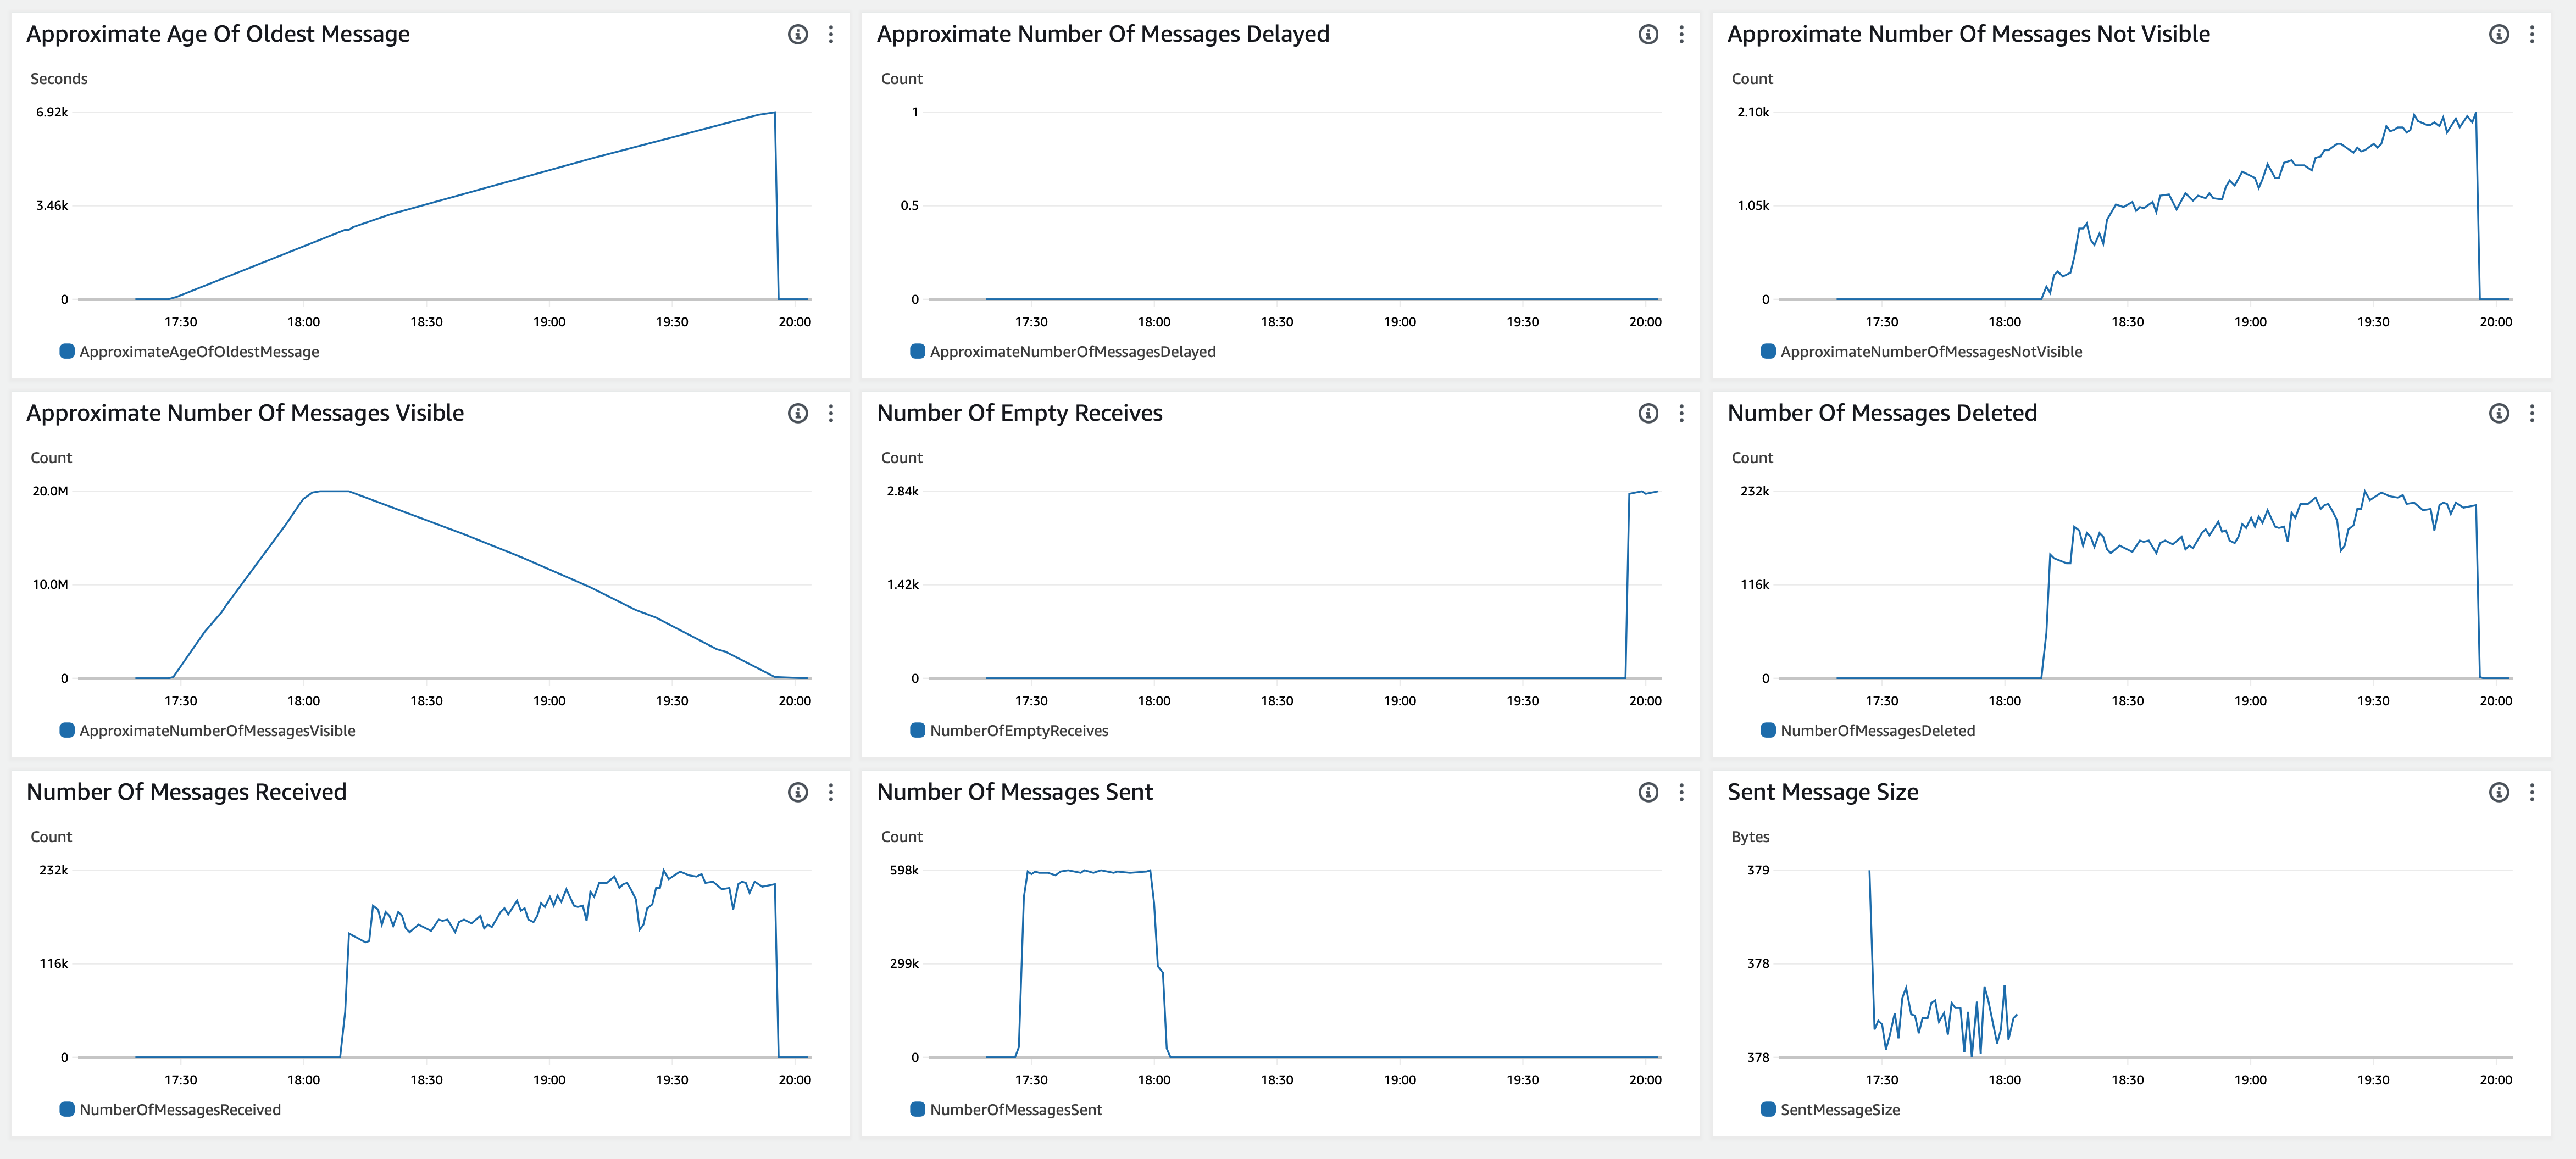 Approximate Age Of Oldest Message
Seconds
6.92k
3.46k
0
17:30 18:00 18:30 19:00 19:30 20:00
ApproximateAgeOfOldestMessage
Approximate Number Of Messages Delayed
Count
1
0.5
0
17:30 18:00 18:30 19:00 19:30 20:00
ApproximateNumberOfMessagesDelayed
Approximate Number Of Messages Not Visible
Count
2.10k
1.05k
0
17:30 18:00 18:30 19:00 19:30 20:00
ApproximateNumberOfMessagesNotVisible
Approximate Number Of Messages Visible
Count
20.0M
10.0M
0
17:30 18:00 18:30 19:00 19:30 20:00
ApproximateNumberOfMessagesVisible
Number Of Empty Receives
Count
2.84k
1.42k
0
17:30 18:00 18:30 19:00 19:30 20:00
NumberOfEmptyReceives
Number Of Messages Deleted
Count
232k
116k
0
17:30 18:00 18:30 19:00 19:30 20:00
NumberOfMessagesDeleted
Number Of Messages Received
Count
232k
116k
0
17:30 18:00 18:30 19:00 19:30 20:00
NumberOfMessagesReceived
Number Of Messages Sent
Count
598k
299k
0
17:30 18:00 18:30 19:00 19:30 20:00
NumberOfMessagesSent
Sent Message Size
Bytes
379
378
378
17:30 18:00 18:30 19:00 19:30 20:00
SentMessageSize